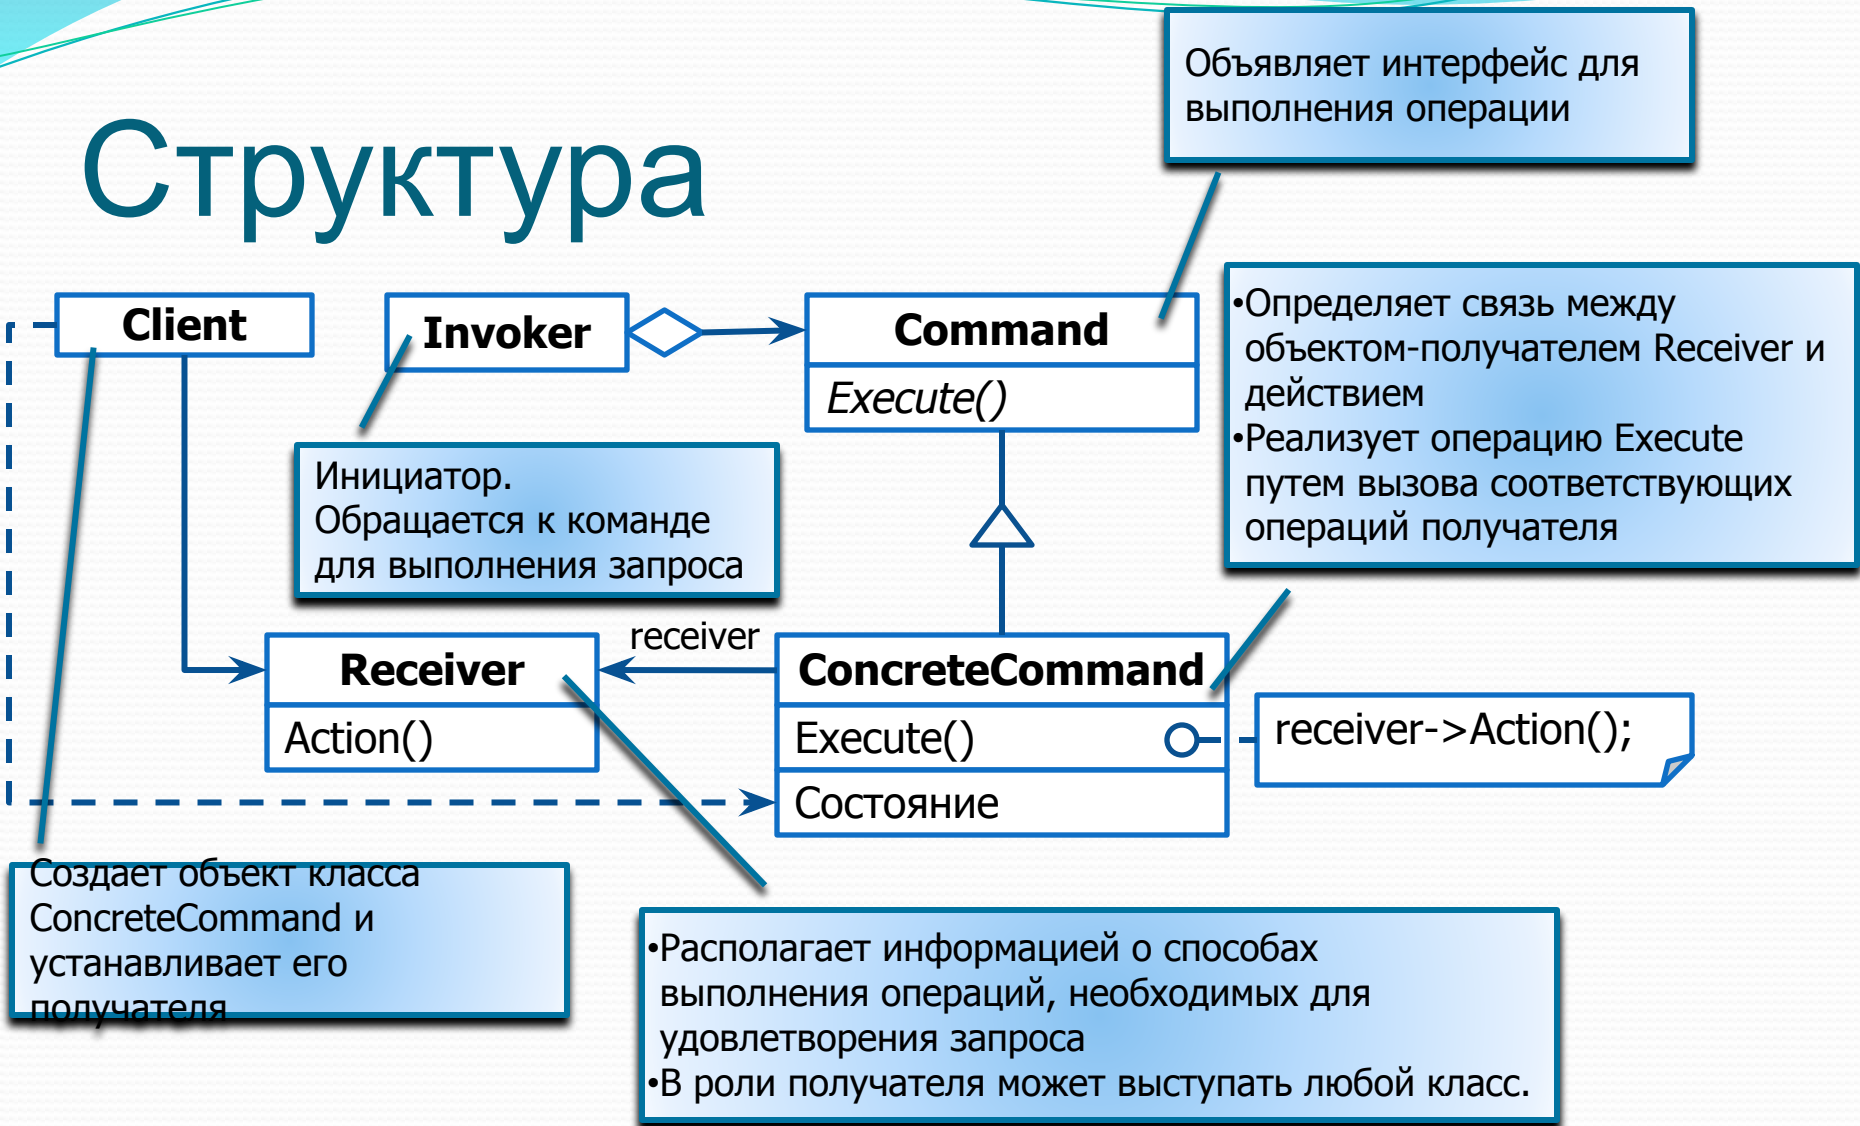 Объявляет интерфейс для
выполнения операции
Структура
Client
Invoker
Command
Execute()
•Определяет связь между
объектом-получателем Receiver и
действием
•Реализует операцию Execute
путем вызова соответствующих
операций получателя
Инициатор.
Обращается к команде
для выполнения запроса
receiver
Receiver
Action()
ConcreteCommand
Execute()
Состояние
receiver->Action();
Создает объект класса
ConcreteCommand и
устанавливает его
получателя
•Располагает информацией о способах
выполнения операций, необходимых для
удовлетворения запроса
•В роли получателя может выступать любой класс.